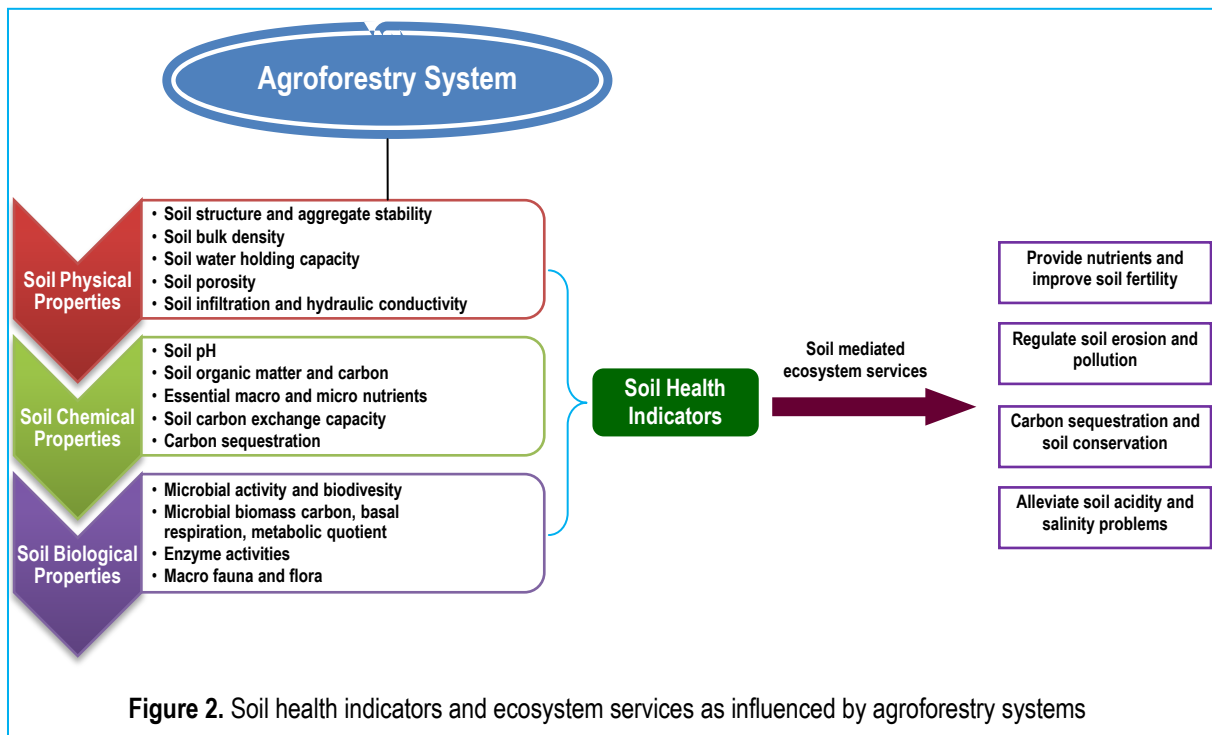 Agroforestry System
Soil Physical
Properties
• Soil structure and aggregate stability
• Soil bulk density
• Soil water holding capacity
• Soil porosity
• Soil infiltration and hydraulic conductivity
Soil Chemical
Properties
• Soil pH
• Soil organic matter and carbon
• Essential macro and micro nutrients
• Soil carbon exchange capacity
• Carbon sequestration
Soil Biological
Properties
• Microbial activity and biodivesity
• Microbial biomass carbon, basal
respiration, metabolic quotient
• Enzyme activities
• Macro fauna and flora
Soil Health
Indicators
Soil mediated
ecosystem services
Provide nutrients and
improve soil fertility
Regulate soil erosion and
pollution
Carbon sequestration and
soil conservation
Alleviate soil acidity and
salinity problems
Figure 2. Soil health indicators and ecosystem services as influenced by agroforestry systems